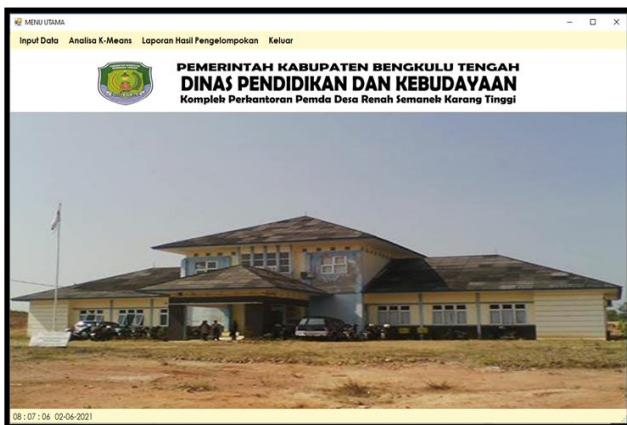 MENU UTAMA
Input Data Analisa K-Means Laporan Hasil Pengelompokan Keluar
PEMERINTAH KABUPATEN BENGKULU TENGAH
DINAS PENDIDIKAN DAN KEBUDAYAAN
Komplek Perkantoran Pemda Desa Renah Semanek Karang Tinggi
08 : 07 : 06 02-06-2021